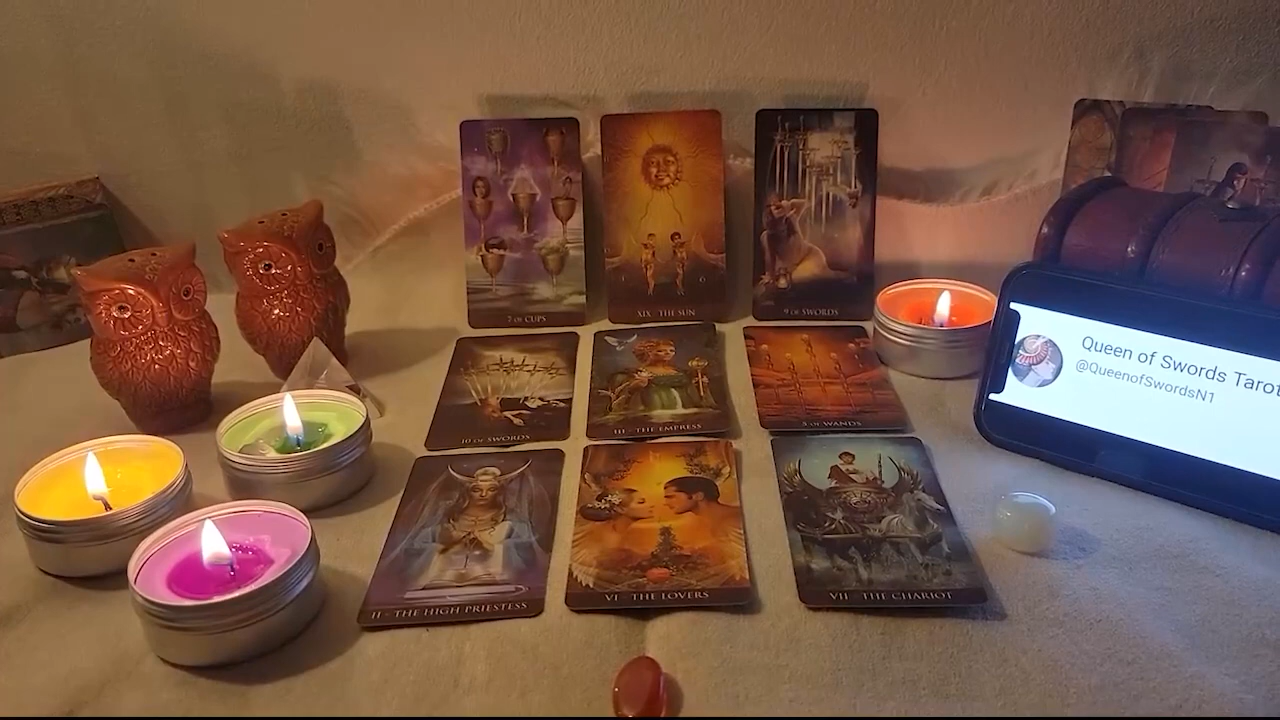 7 OF CUPS
XIX - THE SUN
9 OF SWORDS
10 OF SWORDS
III - THE EMPRESS
OF WANDS
II - THE HIGH PRIESTESS
VI - THE LOVERS
VII - THE CHARIOT
Queen of Swords Tarot
@QueenofSwordsN1